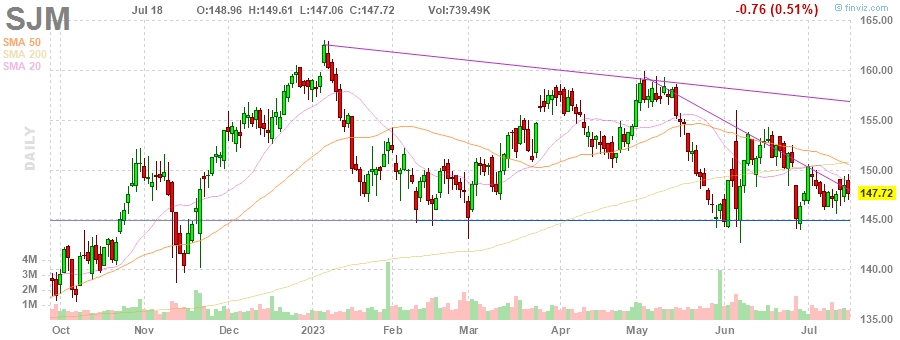 SJM Jul 18 O:148.96 H:149.61 L:147.06 C:147.72 Vol:739.49K -0.76 (0.51%) © finviz.com
SMA 50
SMA 200
SMA 20
DAILY
165.00
160.00
155.00
150.00
147.72
145.00
140.00
135.00
4M
3M
2M
1M
Oct Nov Dec 2023 Feb Mar Apr May Jun Jul